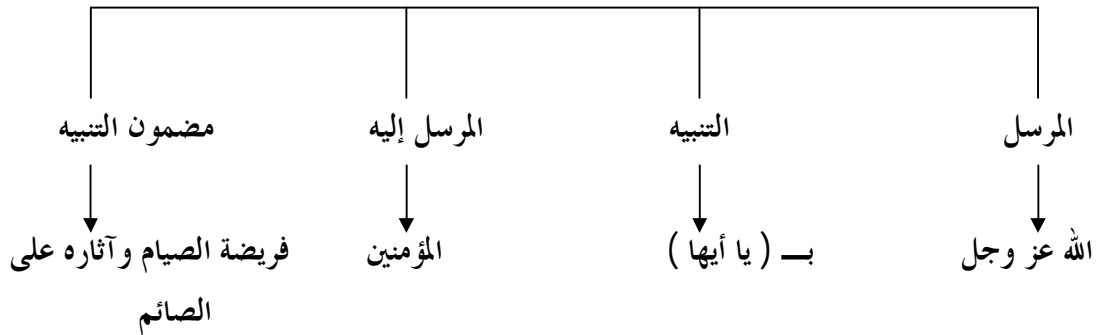 المرسل
التنبيه
المرسل إليه
مضمون التنبيه
الله عز وجل
بـــ ( يا أيها )
المؤمنين
فريضة الصيام وآثاره على
الصائم